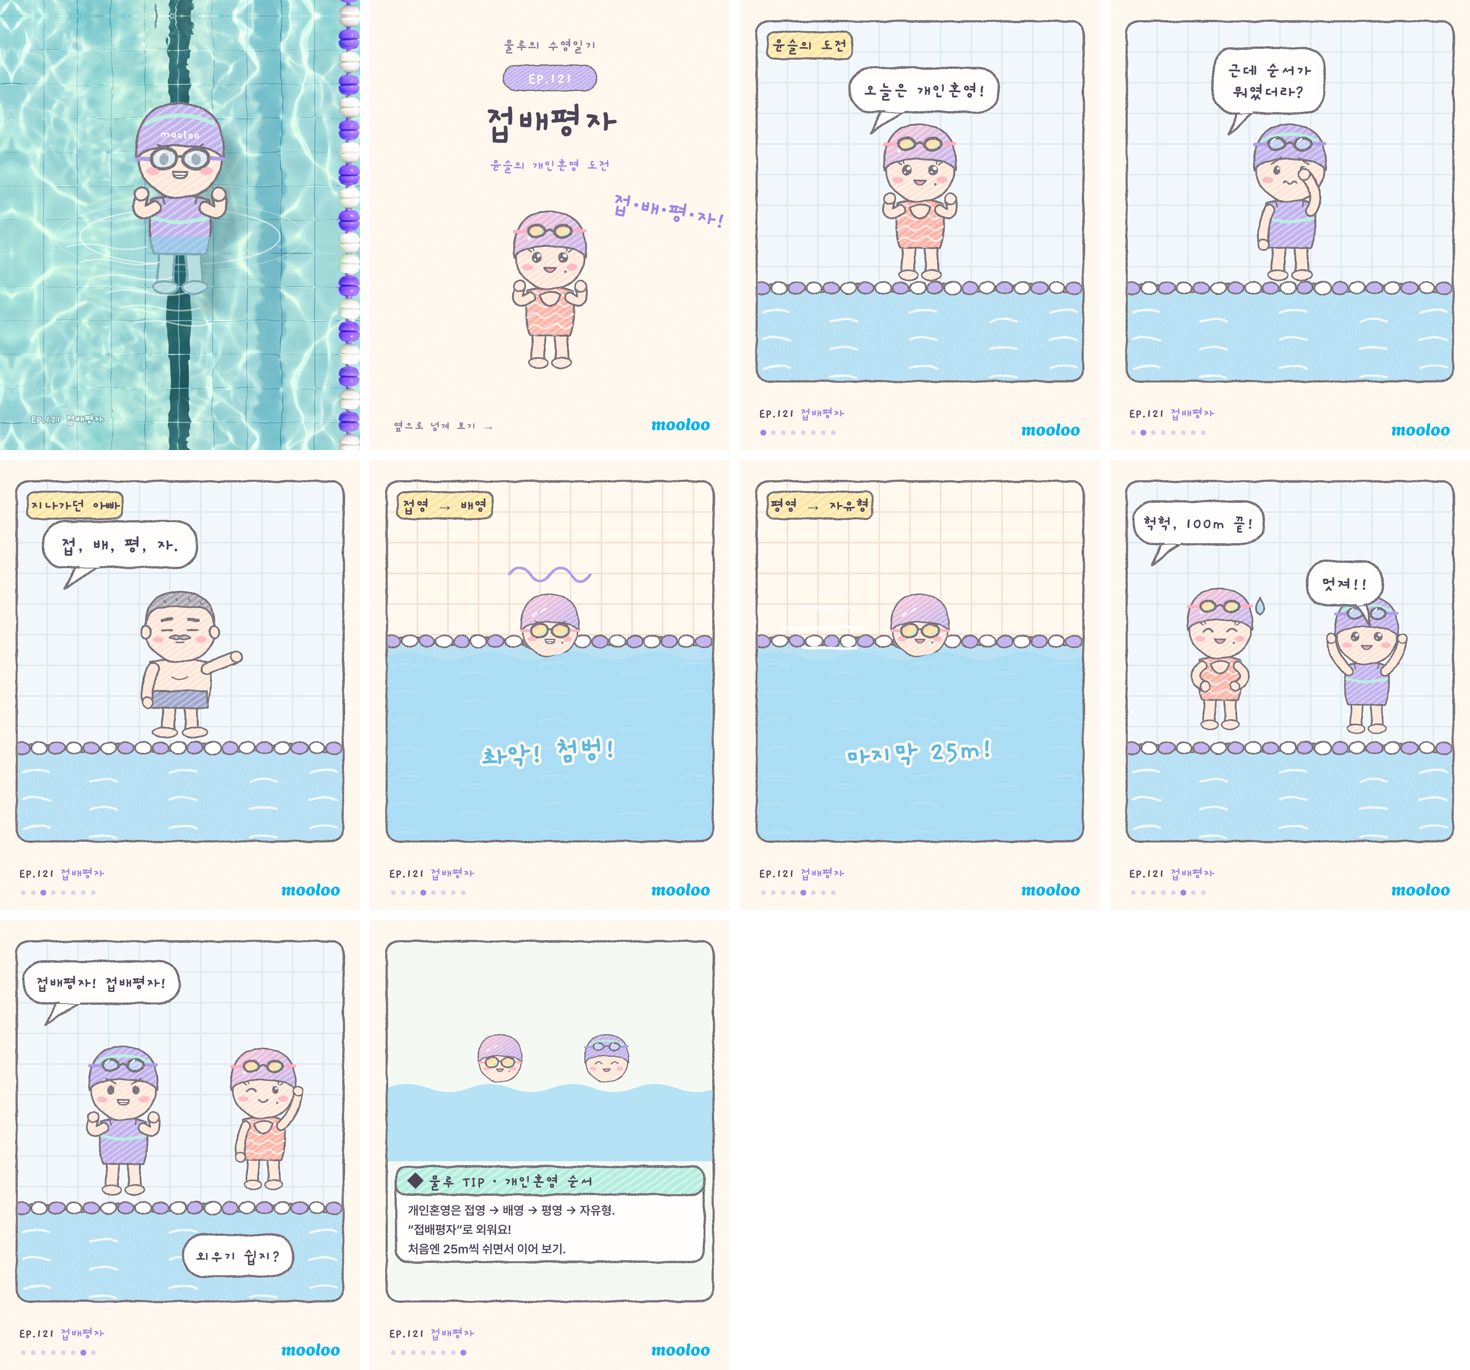 mooloo
EP.121 접배평자
물루의 수영일기
EP.121
접배평자
윤슬의 개인혼영 도전
접·배·평·자!
옆으로 넘겨 보기 →
mooloo
윤슬의 도전
오늘은 개인혼영!
EP.121 접배평자
mooloo
근데 순서가
뭐였더라?
EP.121 접배평자
mooloo
지나가던 아빠
접, 배, 평, 자.
EP.121 접배평자
mooloo
접영 → 배영
촤악! 첨벙!
EP.121 접배평자
mooloo
평영 → 자유형
마지막 25m!
EP.121 접배평자
mooloo
헉헉, 100m 끝!
멋져!!
EP.121 접배평자
mooloo
접배평자! 접배평자!
외우기 쉽지?
EP.121 접배평자
mooloo
◆ 물루 TIP · 개인혼영 순서
개인혼영은 접영 → 배영 → 평영 → 자유형.
“접배평자”로 외워요!
처음엔 25m씩 쉬면서 이어 보기.
EP.121 접배평자
mooloo